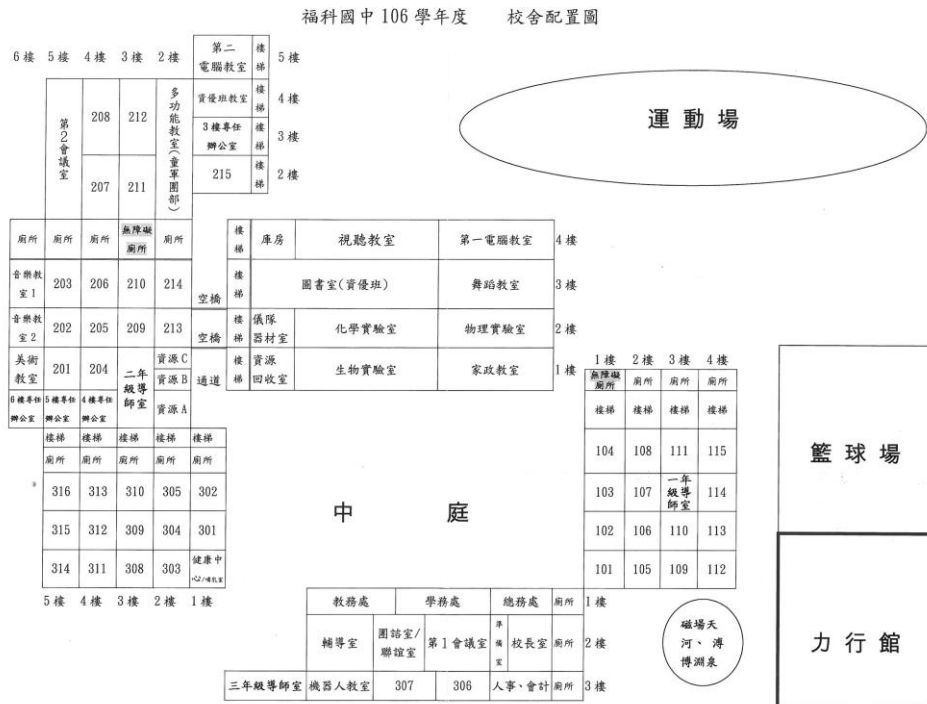 福科國中 106 學年度 校舍配置圖
6 樓 5 樓 4 樓 3 樓 2 樓
第二
電腦教室
樓梯
5 樓
資優班教室
樓梯
4 樓
3 樓專任
辦公室
樓梯
3 樓
215
樓梯
2 樓
第2會議室
208
212
多功能教室(童軍團部)
207
211
運動場
廁所 廁所 廁所
無障礙
廁所
廁所
樓梯
庫房 視聽教室 第一電腦教室 4 樓
音樂教
室 1
203 206 210 214
空橋
樓梯
圖書室(資優班) 舞蹈教室 3 樓
音樂教
室 2
202 205 209 213
空橋
樓梯
儀隊
器材室
化學實驗室 物理實驗室 2 樓
美術
教室
201 204
二年
級導
師室
資源 C
資源 B
資源 A
通道
樓梯
資源
回收室
生物實驗室 家政教室 1 樓
6 樓專任
辦公室
5 樓專任
辦公室
4 樓專任
辦公室
樓梯 樓梯 樓梯 樓梯 樓梯
廁所 廁所 廁所 廁所 廁所
316 313 310 305 302
315 312 309 304 301
314 311 308 303
健康中
心/哺乳室
5 樓 4 樓 3 樓 2 樓 1 樓
中庭
1 樓 2 樓 3 樓 4 樓
無障礙
廁所
廁所 廁所 廁所
樓梯 樓梯 樓梯 樓梯
104 108 111 115
103 107
一年
級導
師室
114
102 106 110 113
101 105 109 112
籃球場
力行館
磁場天
河、溥
博淵泉
教務處 學務處 總務處 廁所 1 樓
輔導室
團諮室/
聯誼室
第 1 會議室
準備室
校長室 廁所 2 樓
三年級導師室 機器人教室 307 306 人事、會計 廁所 3 樓